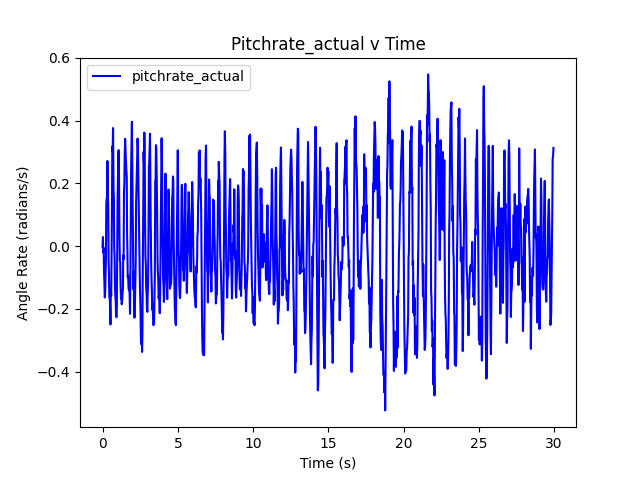 Pitchrate_actual v Time
pitchrate_actual
Angle Rate (radians/s)
0.6
0.4
0.2
0.0
−0.2
−0.4
0 5 10 15 20 25 30
Time (s)